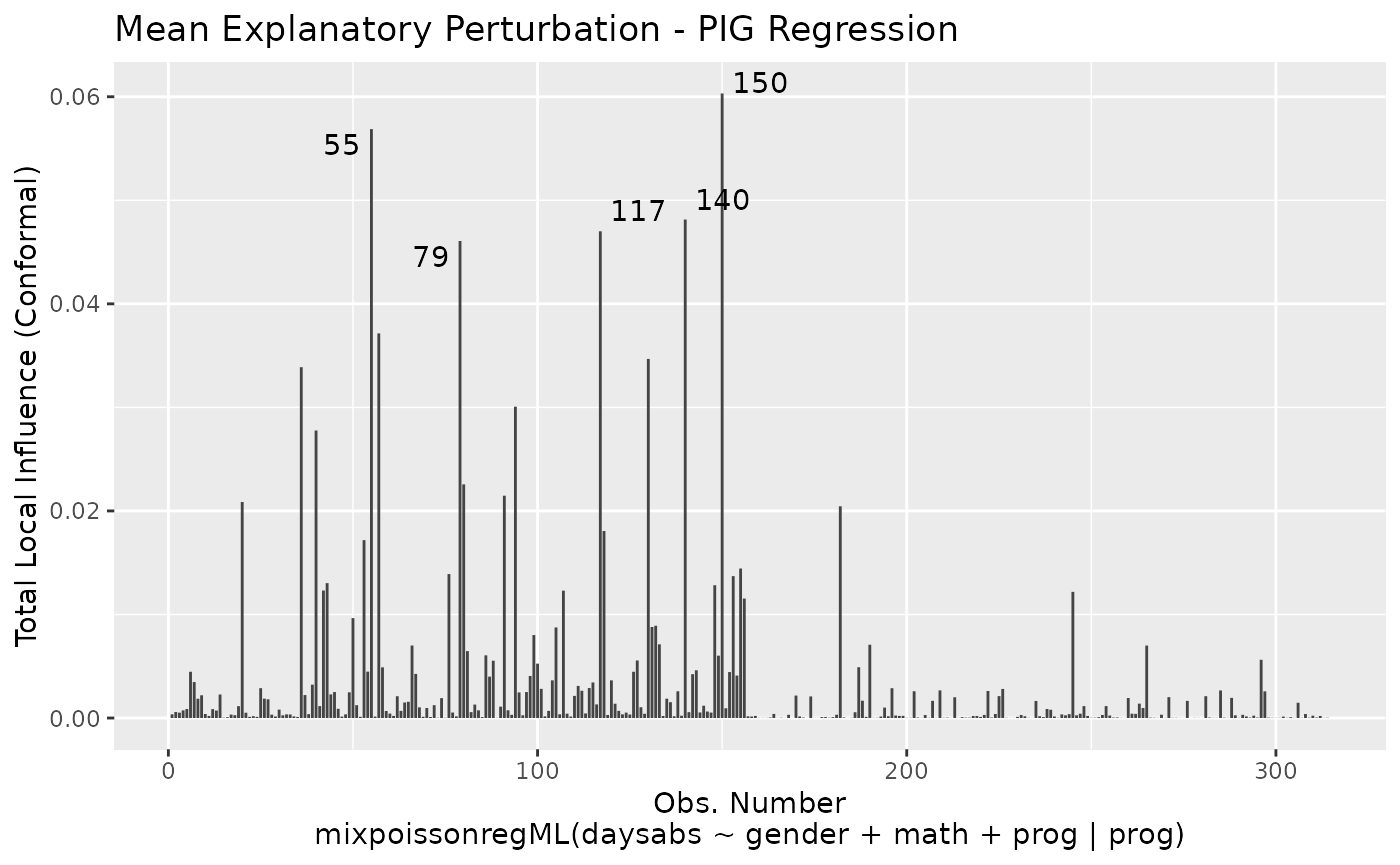 Mean Explanatory Perturbation - PIG Regression
Total Local Influence (Conformal)
0.06
0.04
0.02
0.00
150
55
140
117
79
0 100 200 300
Obs. Number
mixpoissonregML(daysabs ~ gender + math + prog | prog)